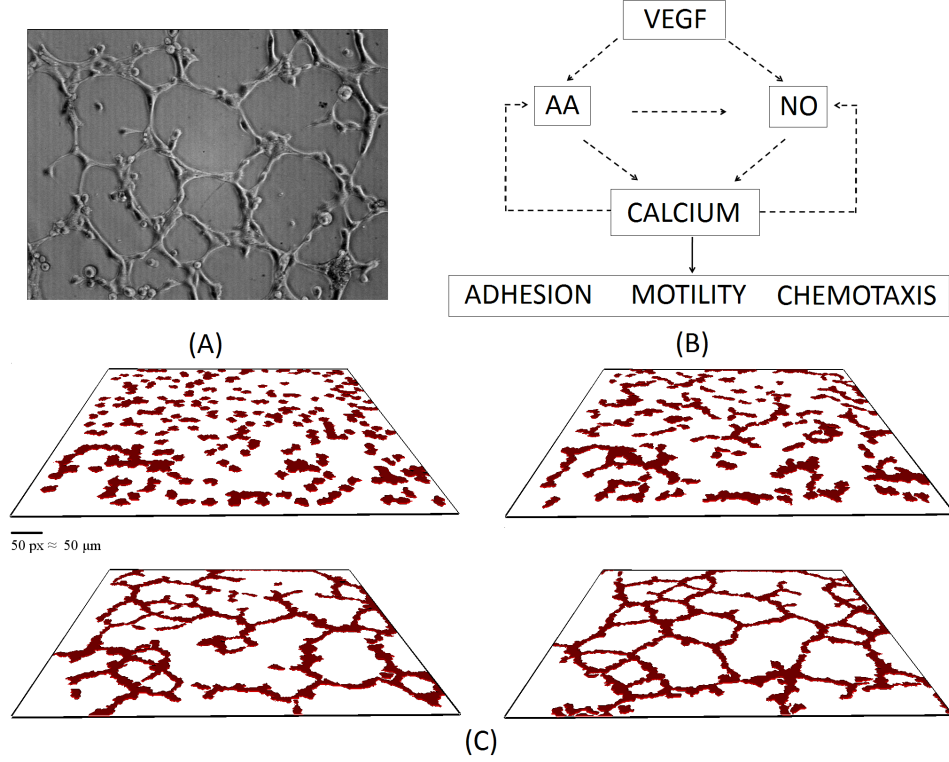 VEGF
AA
NO
CALCIUM
ADHESION MOTILITY CHEMOTAXIS
(A)
(B)
50 px ≈ 50 μm
(C)